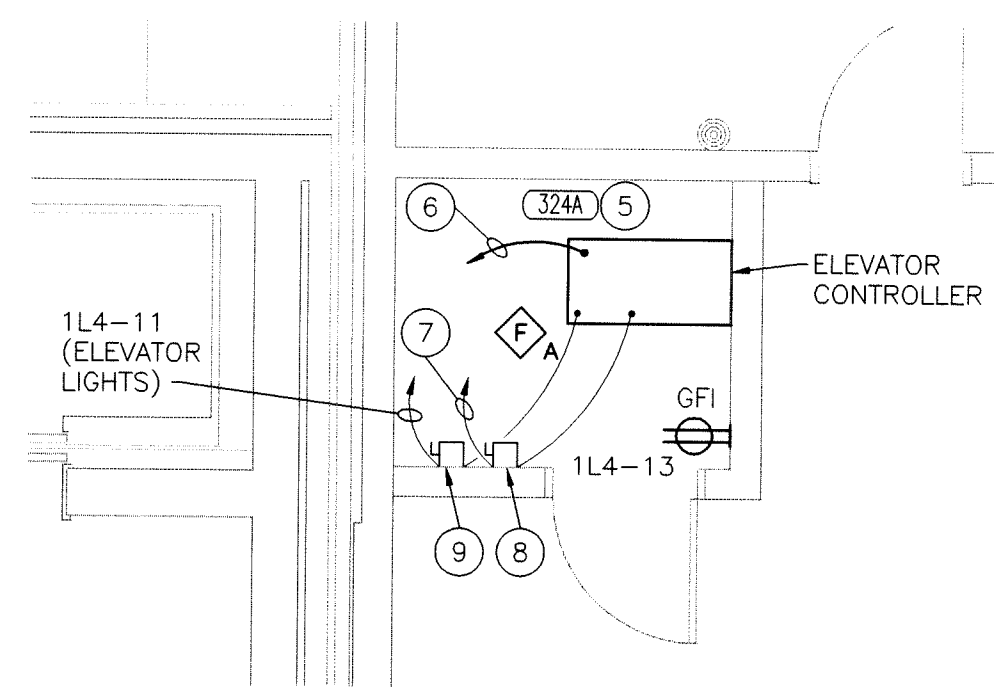 6
324A
5
ELEVATOR
CONTROLLER
1L4-11
(ELEVATOR
LIGHTS)
7
F
A
GFI
1L4-13
9
8